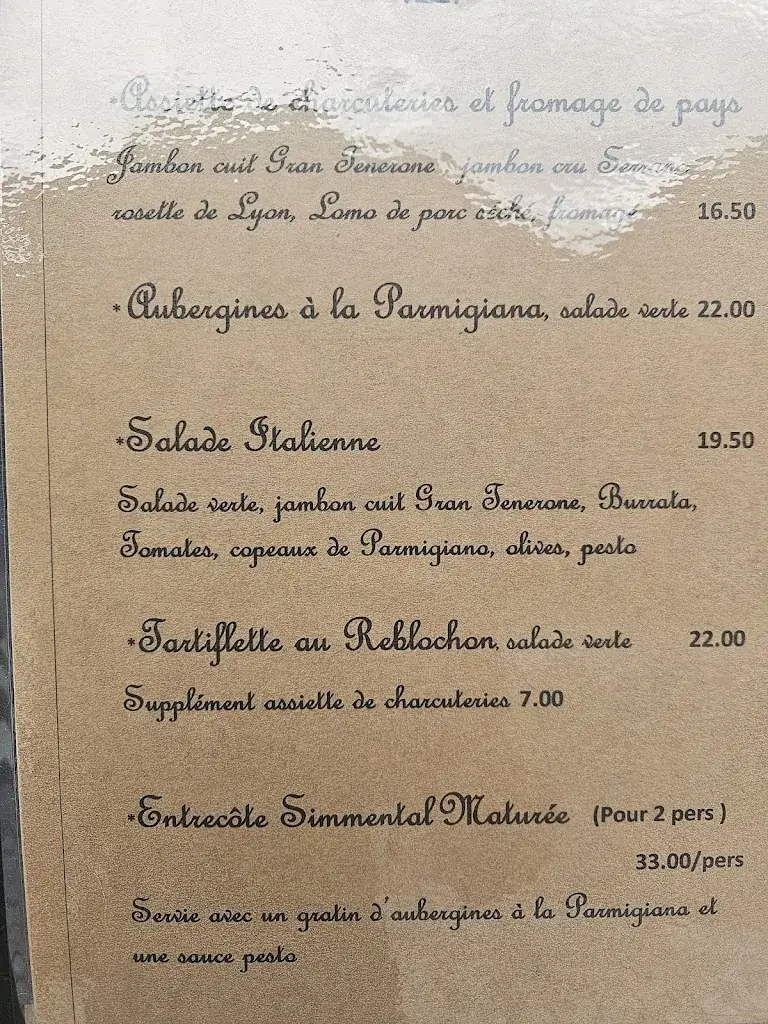 *Assiette de charcuteries et fromage de pays
Jambon cuit Gran Tenerone, jambon cru Serrano
rosette de Lyon, Lomo de porc séché, fromage 16.50
*Aubergines à la Parmigiana, salade verte 22.00
*Salade Italienne 19.50
Salade verte, jambon cuit Gran Tenerone, Burrata,
Tomates, copeaux de Parmigiano, olives, pesto
*Tartiflette au Reblochon, salade verte 22.00
Supplément assiette de charcuteries 7.00
*Entrecôte Simmental Maturée (Pour 2 pers )
33.00/pers
Servie avec un gratin d'aubergines à la Parmigiana et
une sauce pesto